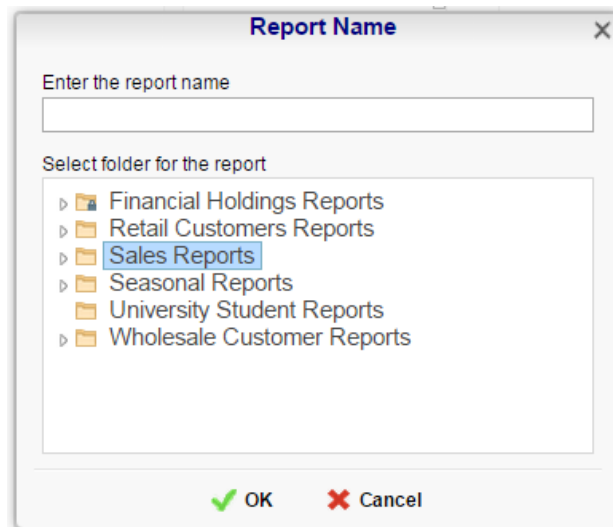 Report Name
Enter the report name
Select folder for the report
Financial Holdings Reports
Retail Customers Reports
Sales Reports
Seasonal Reports
University Student Reports
Wholesale Customer Reports
OK Cancel